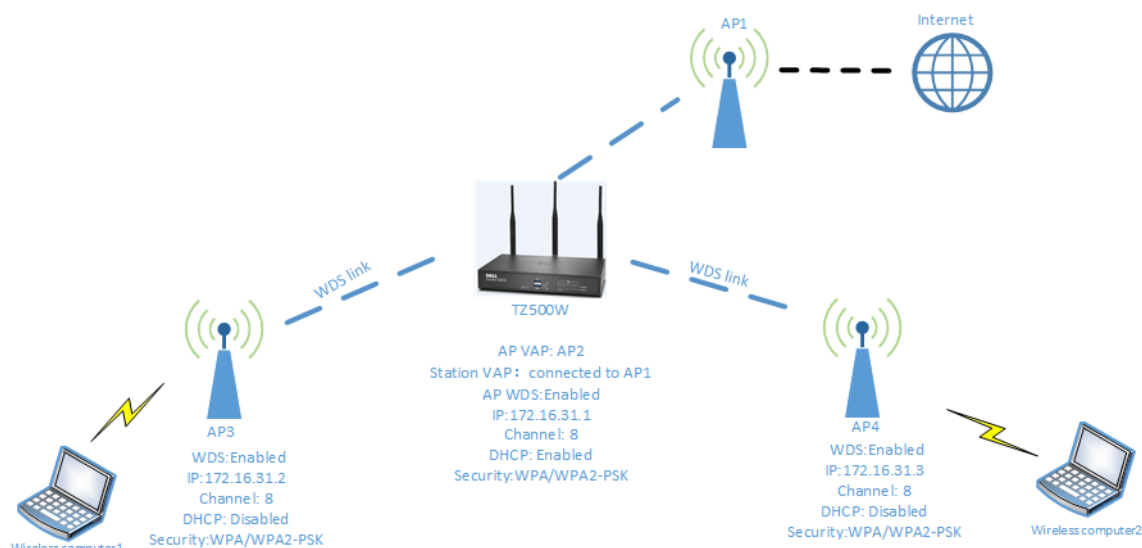 AP1
Internet
WDS link
WDS link
DELL
TZ500W
AP VAP: AP2
Station VAP： connected to AP1
AP WDS:Enabled
IP:172.16.31.1
Channel: 8
DHCP: Enabled
Security:WPA/WPA2-PSK
AP3
WDS:Enabled
IP:172.16.31.2
Channel: 8
DHCP: Disabled
Security:WPA/WPA2-PSK
Wireless computer1
AP4
WDS:Enabled
IP:172.16.31.3
Channel: 8
DHCP: Disabled
Security:WPA/WPA2-PSK
Wireless computer2